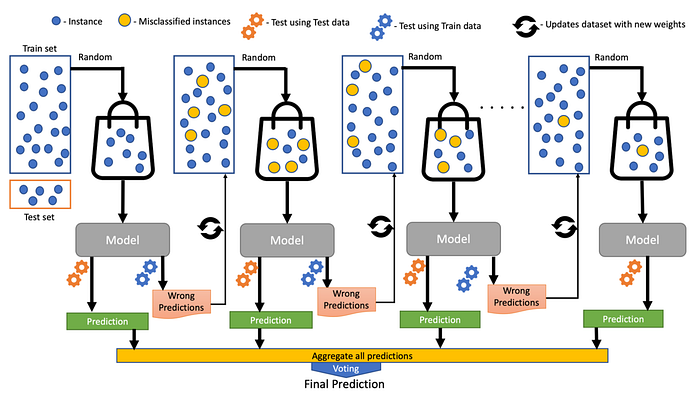 - Instance
- Misclassified instances
- Test using Test data
- Test using Train data
- Updates dataset with new weights
Train set
Random
Random
Random
Random
Test set
Model
Model
Model
Model
Wrong
Predictions
Wrong
Predictions
Wrong
Predictions
Prediction
Prediction
Prediction
Prediction
Aggregate all predictions
Voting
Final Prediction